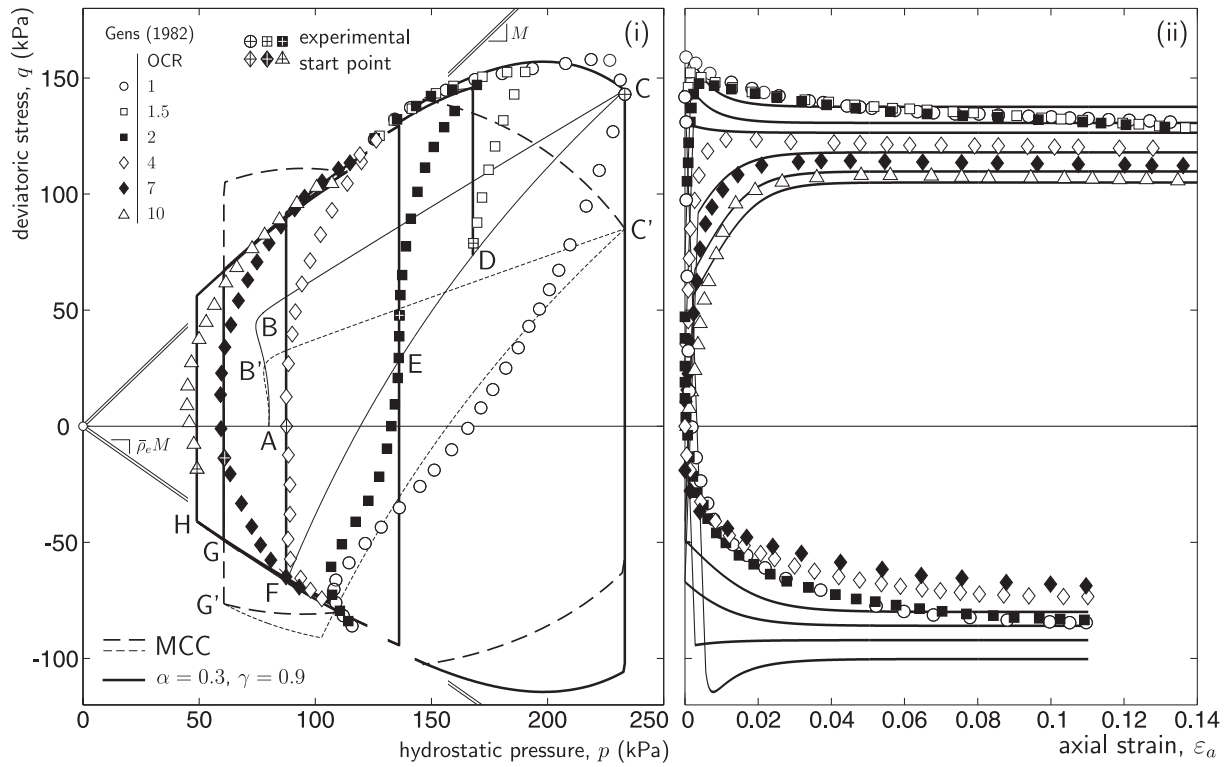 Gens (1982)
OCR
1
1.5
2
4
7
10
experimental
start point
M
(i)
(ii)
C
C'
D
B
B'
E
A
ρ̄ₑM
H
G
G'
F
MCC
α = 0.3, γ = 0.9
deviatoric stress, q (kPa)
150
100
50
0
-50
-100
0
50
100
150
200
250
hydrostatic pressure, p (kPa)
0
0.02
0.04
0.06
0.08
0.1
0.12
0.14
axial strain, εₐ